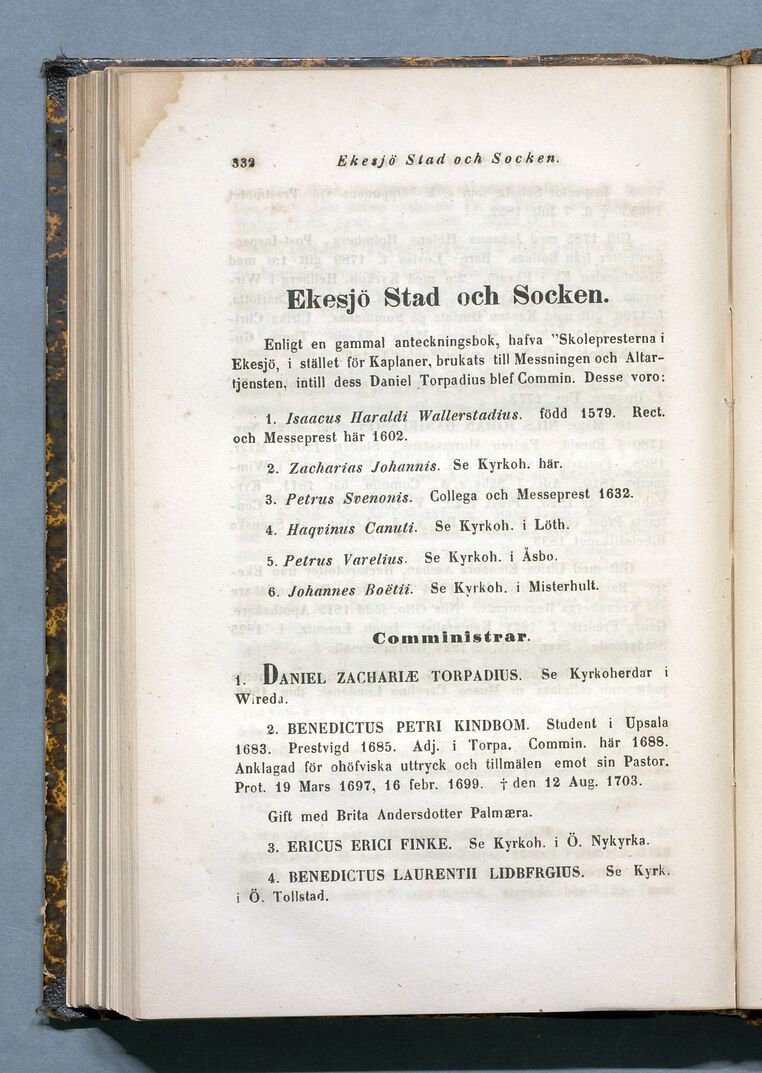 332 Ekesjö Stad och Socken.
Ekesjö Stad och Socken.
Enligt en gammal anteckningsbok, hafva "Skolepresterna i
Ekesjö, i stället för Kaplaner, brukats till Messningen och Altar-
tjensten, intill dess Daniel Torpadius blef Commin. Desse voro:
1. Isaacus Haraldi Wallerstadius. född 1579. Rect.
och Messeprest här 1602.
2. Zacharias Johannis. Se Kyrkoh. här.
3. Petrus Svenonis. Collega och Messeprest 1632.
4. Haqvinus Canuti. Se Kyrkoh. i Löth.
5. Petrus Varelius. Se Kyrkoh. i Åsbo.
6. Johannes Boëtii. Se Kyrkoh. i Misterhult.
Comministrar.
1. DANIEL ZACHARIÆ TORPADIUS. Se Kyrkoherdar i
Wireda.
2. BENEDICTUS PETRI KINDBOM. Student i Upsala
1683. Prestvigd 1685. Adj. i Torpa. Commin. här 1688.
Anklagad för ohöfviska uttryck och tillmälen emot sin Pastor.
Prot. 19 Mars 1697, 16 febr. 1699. † den 12 Aug. 1703.
Gift med Brita Andersdotter Palmæra.
3. ERICUS ERICI FINKE. Se Kyrkoh. i Ö. Nykyrka.
4. BENEDICTUS LAURENTII LIDBFRGIUS. Se Kyrk.
i Ö. Tollstad.